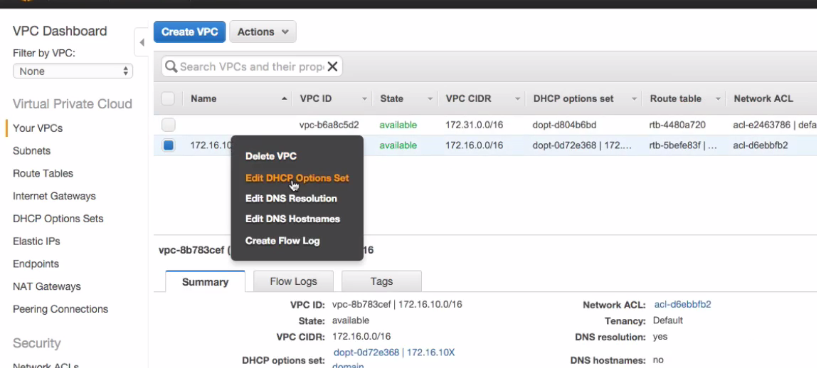 VPC Dashboard
Filter by VPC:
None
Virtual Private Cloud
Your VPCs
Subnets
Route Tables
Internet Gateways
DHCP Options Sets
Elastic IPs
Endpoints
NAT Gateways
Peering Connections
Security
Network ACLs
Create VPC Actions
Search VPCs and their prop
Name VPC ID State VPC CIDR DHCP options set Route table Network ACL
vpc-b6a8c5d2 available 172.31.0.0/16 dopt-d804b6bd rtb-4480a720 acl-e2463786 | defa
172.16.10 available 172.16.0.0/16 dopt-0d72e368 | 172.... rtb-5befe83f | ... acl-d6ebbfb2
Delete VPC
Edit DHCP Options Set
Edit DNS Resolution
Edit DNS Hostnames
Create Flow Log
vpc-8b783cef ( 16
Summary Flow Logs Tags
VPC ID: vpc-8b783cef | 172.16.10.0/16 Network ACL: acl-d6ebbfb2
State: available Tenancy: Default
VPC CIDR: 172.16.0.0/16 DNS resolution: yes
DHCP options set: dopt-0d72e368 | 172.16.10X DNS hostnames: no
domain